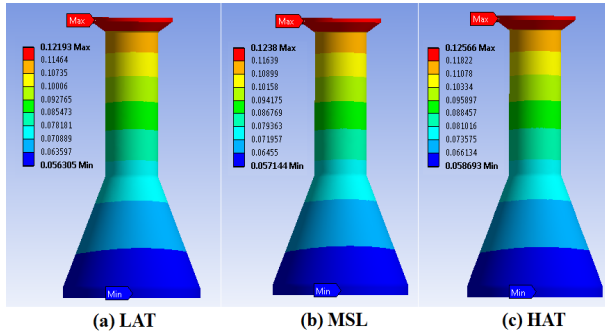 Max
0.12193 Max
0.11464
0.10735
0.10006
0.092765
0.085473
0.078181
0.070889
0.063597
0.056305 Min
Min
(a) LAT
Max
0.1238 Max
0.11639
0.10899
0.10158
0.094175
0.086769
0.079363
0.071957
0.06455
0.057144 Min
Min
(b) MSL
Max
0.12566 Max
0.11822
0.11078
0.10334
0.095897
0.088457
0.081016
0.073575
0.066134
0.058693 Min
Min
(c) HAT